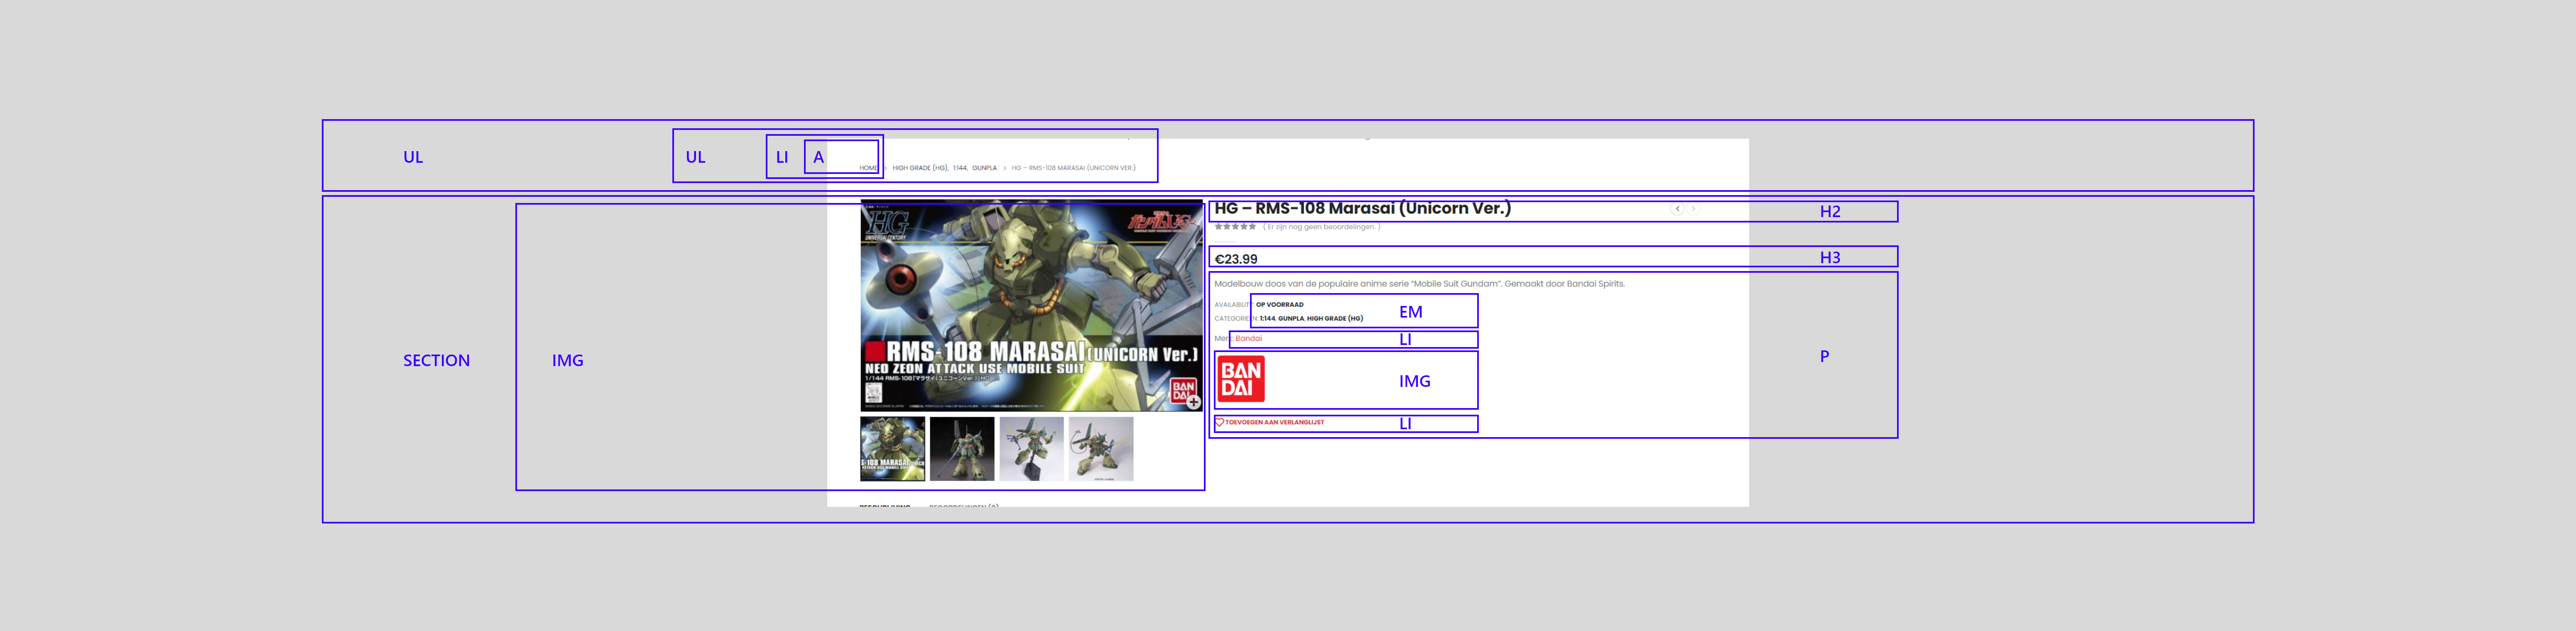 UL
UL
LI
A
HOME > HIGH GRADE (HG), 1:144, GUNPLA > HG – RMS-108 MARASAI (UNICORN VER.)
SECTION
IMG
HG
UNIVERSAL CENTURY
RMS-108 MARASAI (UNICORN Ver.)
NEO ZEON ATTACK USE MOBILE SUIT
BAN
DAI
HG – RMS-108 Marasai (Unicorn Ver.)
H2
( Er zijn nog geen beoordelingen. )
€23.99
H3
Modelbouw doos van de populaire anime serie “Mobile Suit Gundam”. Gemaakt door Bandai Spirits.
AVAILABILITY: OP VOORRAAD
EM
CATEGORIEËN: 1:144, GUNPLA, HIGH GRADE (HG)
Merk: Bandai
LI
P
BAN
DAI
IMG
TOEVOEGEN AAN VERLANGLIJST
LI